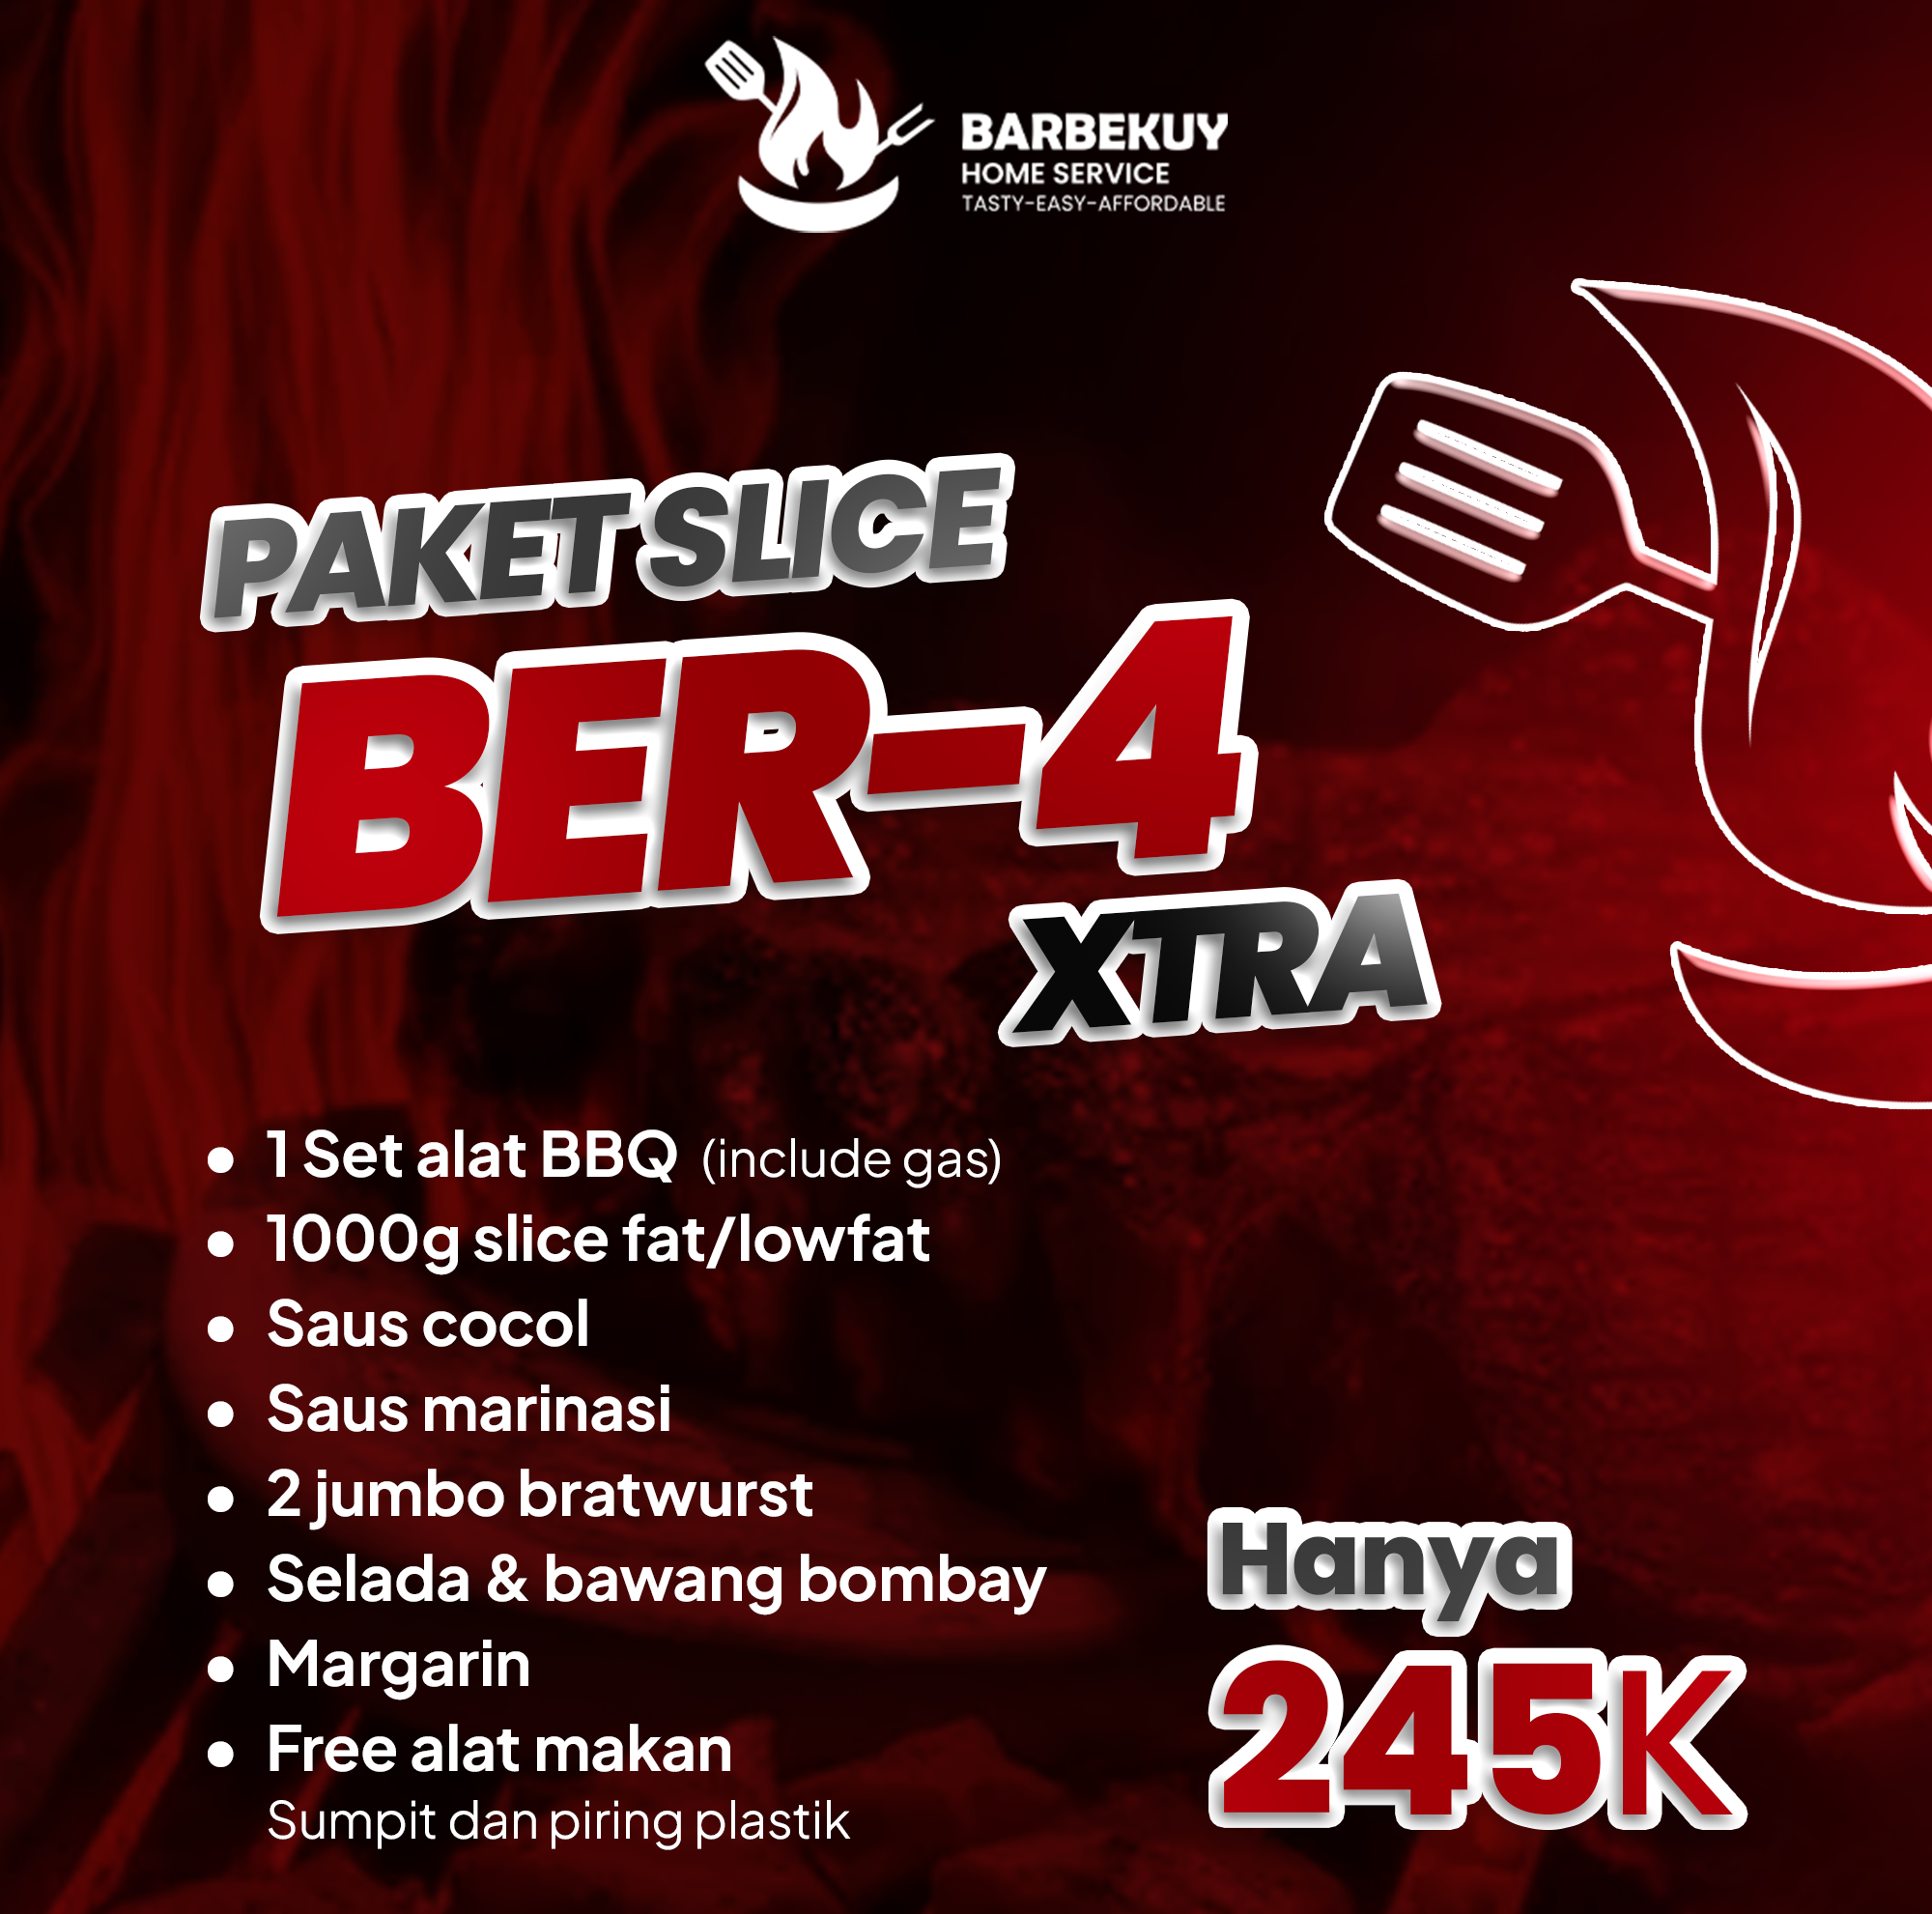 BARBEKUY
HOME SERVICE
TASTY-EASY-AFFORDABLE
PAKET SLICE
BER-4
XTRA
• 1 Set alat BBQ (include gas)
• 1000g slice fat/lowfat
• Saus cocol
• Saus marinasi
• 2 jumbo bratwurst
• Selada & bawang bombay
• Margarin
• Free alat makan
Sumpit dan piring plastik
Hanya
245K